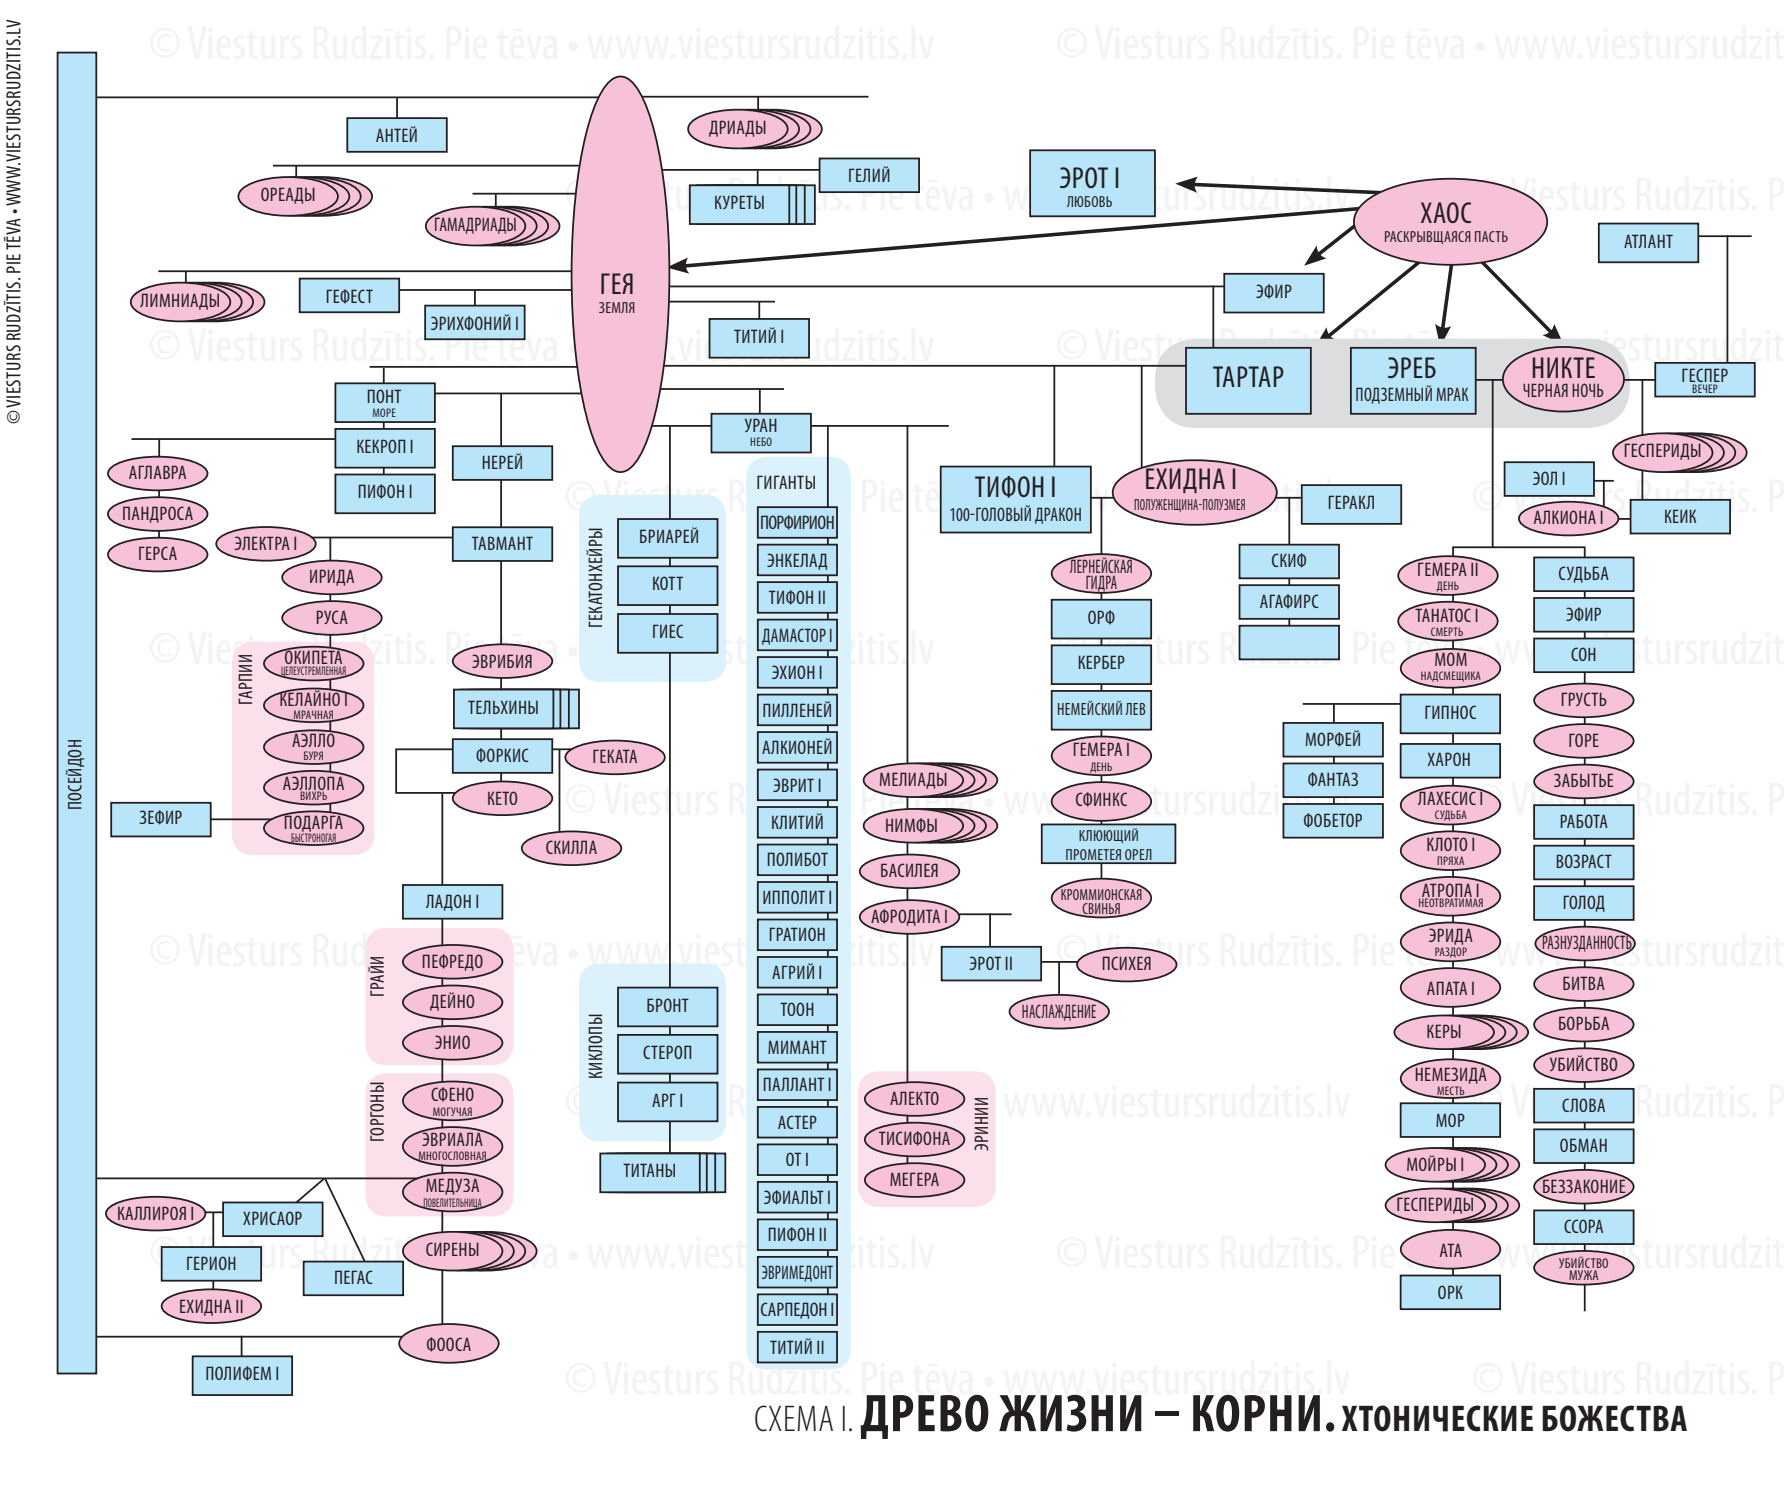 © VIESTURS RUDZĪTIS. PIE TĒVA • WWW.VIESTURSRUDZITIS.LV
© Viesturs Rudzītis. Pie tēva • www.viestursrudzitis.lv
ПОСЕЙДОН
АНТЕЙ
ДРИАДЫ
ОРЕАДЫ
ГАМАДРИАДЫ
ГЕЛИЙ
КУРЕТЫ
ЭРОТ I
ЛЮБОВЬ
ХАОС
РАСКРЫВЩАЯСЯ ПАСТЬ
АТЛАНТ
ЛИМНИАДЫ
ГЕФЕСТ
ЭРИХФОНИЙ I
ГЕЯ
ЗЕМЛЯ
ТИТИЙ I
ЭФИР
ТАРТАР
ЭРЕБ
ПОДЗЕМНЫЙ МРАК
НИКТЕ
ЧЕРНАЯ НОЧЬ
ГЕСПЕР
ВЕЧЕР
ПОНТ
МОРЕ
КЕКРОП I
ПИФОН I
НЕРЕЙ
УРАН
НЕБО
АГЛАВРА
ПАНДРОСА
ГЕРСА
ЭЛЕКТРА I
ТАВМАНТ
ИРИДА
РУСА
ГАРПИИ
ОКИПЕТА
ЦЕЛЕУСТРЕМЛЕННАЯ
КЕЛАЙНО I
МРАЧНАЯ
АЭЛЛО
БУРЯ
АЭЛЛОПА
ВИХРЬ
ПОДАРГА
БЫСТРОНОГАЯ
ЗЕФИР
ЭВРИБИЯ
ТЕЛЬХИНЫ
ФОРКИС
ГЕКАТА
КЕТО
СКИЛЛА
ЛАДОН I
ГРАЙИ
ПЕФРЕДО
ДЕЙНО
ЭНИО
ГОРГОНЫ
СФЕНО
МОГУЧАЯ
ЭВРИАЛА
МНОГОСЛОВНАЯ
МЕДУЗА
ПОВЕЛИТЕЛЬНИЦА
СИРЕНЫ
ФООСА
КАЛЛИРОЯ I
ХРИСАОР
ГЕРИОН
ПЕГАС
ЕХИДНА II
ПОЛИФЕМ I
ГЕКАТОНХЕЙРЫ
БРИАРЕЙ
КОТТ
ГИЕС
КИКЛОПЫ
БРОНТ
СТЕРОП
АРГ I
ТИТАНЫ
ГИГАНТЫ
ПОРФИРИОН
ЭНКЕЛАД
ТИФОН II
ДАМАСТОР I
ЭХИОН I
ПИЛЛЕНЕЙ
АЛКИОНЕЙ
ЭВРИТ I
КЛИТИЙ
ПОЛИБОТ
ИППОЛИТ I
ГРАТИОН
АГРИЙ I
ТООН
МИМАНТ
ПАЛЛАНТ I
АСТЕР
ОТ I
ЭФИАЛЬТ I
ПИФОН II
ЭВРИМЕДОНТ
САРПЕДОН I
ТИТИЙ II
МЕЛИАДЫ
НИМФЫ
БАСИЛЕЯ
АФРОДИТА I
ЭРОТ II
ПСИХЕЯ
НАСЛАЖДЕНИЕ
ЭРИНИИ
АЛЕКТО
ТИСИФОНА
МЕГЕРА
ТИФОН I
100-ГОЛОВЫЙ ДРАКОН
ЕХИДНА I
ПОЛУЖЕНЩИНА-ПОЛУЗМЕЯ
ГЕРАКЛ
СКИФ
АГАФИРС
ЛЕРНЕЙСКАЯ
ГИДРА
ОРФ
КЕРБЕР
НЕМЕЙСКИЙ ЛЕВ
ГЕМЕРА I
ДЕНЬ
СФИНКС
КЛЮЮЩИЙ
ПРОМЕТЕЯ ОРЕЛ
КРОММИОНСКАЯ
СВИНЬЯ
ГЕСПЕРИДЫ
ЭОЛ I
АЛКИОНА I
КЕИК
ГЕМЕРА II
ДЕНЬ
ТАНАТОС I
СМЕРТЬ
МОМ
НАДСМЕЩИКА
ГИПНОС
МОРФЕЙ
ФАНТАЗ
ФОБЕТОР
ХАРОН
ЛАХЕСИС I
СУДЬБА
КЛОТО I
ПРЯХА
АТРОПА I
НЕОТВРАТИМАЯ
ЭРИДА
РАЗДОР
АПАТА I
КЕРЫ
НЕМЕЗИДА
МЕСТЬ
МОР
МОЙРЫ I
ГЕСПЕРИДЫ
АТА
ОРК
СУДЬБА
ЭФИР
СОН
ГРУСТЬ
ГОРЕ
ЗАБЫТЬЕ
РАБОТА
ВОЗРАСТ
ГОЛОД
РАЗНУЗДАННОСТЬ
БИТВА
БОРЬБА
УБИЙСТВО
СЛОВА
ОБМАН
БЕЗЗАКОНИЕ
ССОРА
УБИЙСТВО
МУЖА
СХЕМА I. ДРЕВО ЖИЗНИ – КОРНИ. ХТОНИЧЕСКИЕ БОЖЕСТВА